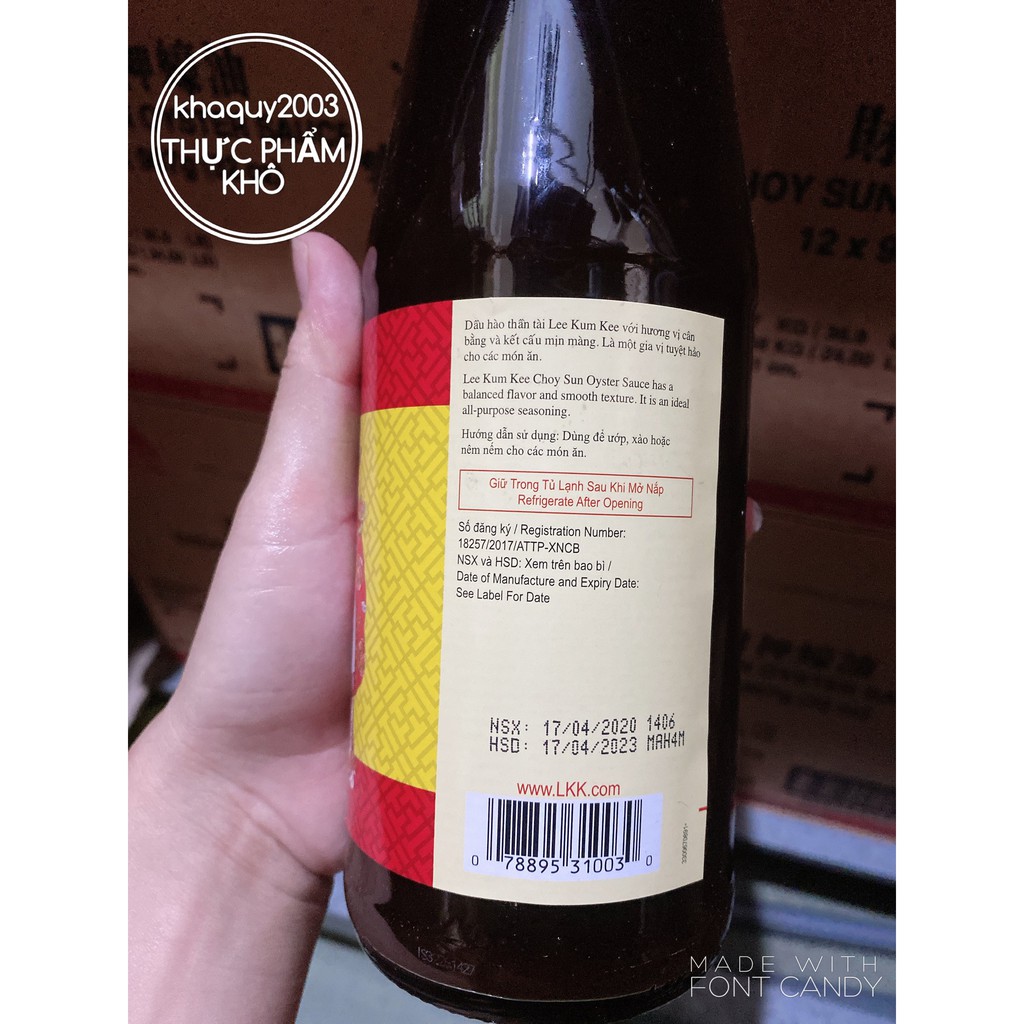 khaquy2003
THỰC PHẨM
KHÔ
OY SUN
12 x 9
Dầu hào thần tài Lee Kum Kee với hương vị cân
bằng và kết cấu mịn màng. Là một gia vị tuyệt hảo
cho các món ăn.
Lee Kum Kee Choy Sun Oyster Sauce has a
balanced flavor and smooth texture. It is an ideal
all-purpose seasoning.
Hướng dẫn sử dụng: Dùng để ướp, xào hoặc
nêm nếm cho các món ăn.
Giữ Trong Tủ Lạnh Sau Khi Mở Nắp
Refrigerate After Opening
Số đăng ký / Registration Number:
18257/2017/ATTP-XNCB
NSX và HSD: Xem trên bao bì /
Date of Manufacture and Expiry Date:
See Label For Date
NSX: 17/04/2020 1406
HSD: 17/04/2023 MAH4M
www.LKK.com
0 78895 31003 0
MADE WITH
FONT CANDY